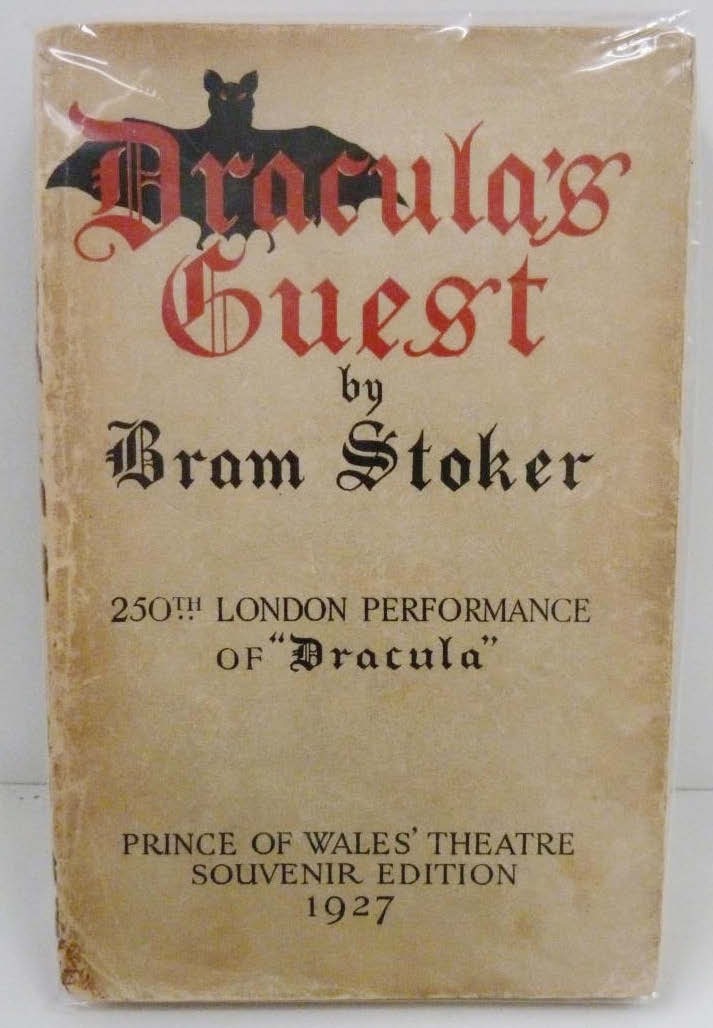 Dracula's
Guest
by
Bram Stoker
250TH LONDON PERFORMANCE
OF "Dracula"
PRINCE OF WALES' THEATRE
SOUVENIR EDITION
1927